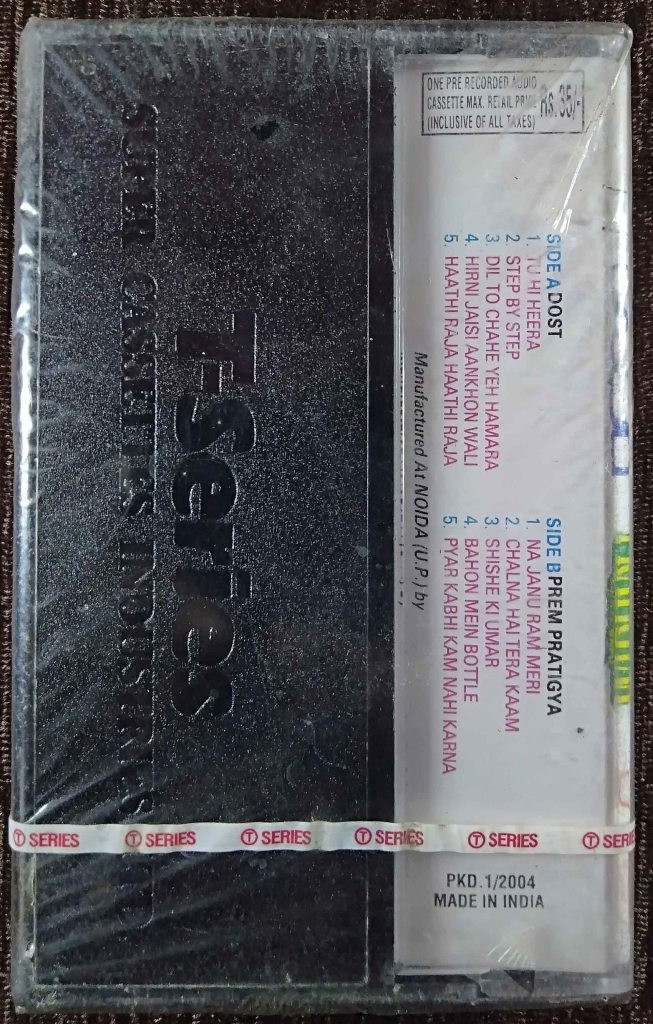 ONE PRE RECORDED AUDIO
CASSETTE MAX. RETAIL PRICE
(INCLUSIVE OF ALL TAXES)
Rs. 35/-
SIDE A DOST
1. TU HI HEERA
2. STEP BY STEP
3 DIL TO CHAHE YEH HAMARA
4. HIRNI JAISI AANKHON WALI
5. HAATHI RAJA HAATHI RAJA
SIDE B PREM PRATIGYA
1. NA JANU RAM MERI
2. CHALNA HAI TERA KAAM
3. SHISHE KI UMAR
4. BAHON MEIN BOTTLE
5. PYAR KABHI KAM NAHI KARNA
Manufactured At NOIDA (U.P.) by
T-Series
SUPER CASSETTES INDUSTRIES LTD
T SERIES T SERIES T SERIES T SERIES T SERIES T SERIES
PKD.1/2004
MADE IN INDIA